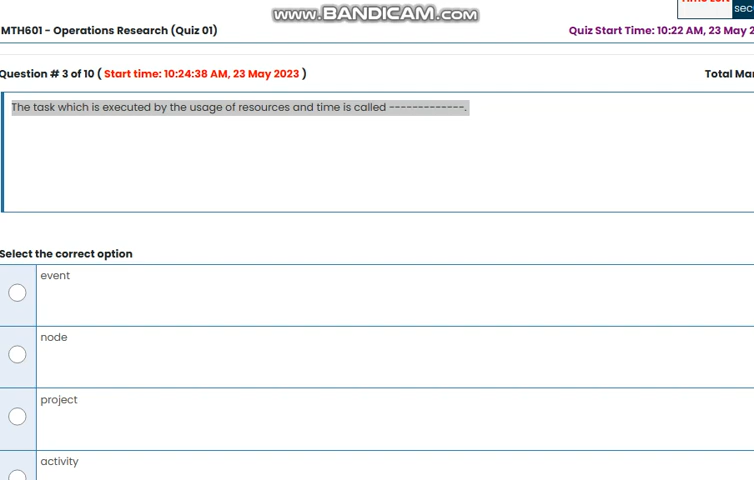 www.BANDICAM.com
sec
MTH601 - Operations Research (Quiz 01)
Quiz Start Time: 10:22 AM, 23 May 2
Question # 3 of 10 ( Start time: 10:24:38 AM, 23 May 2023 )
Total Mar
The task which is executed by the usage of resources and time is called -------------.
Select the correct option
event
node
project
activity